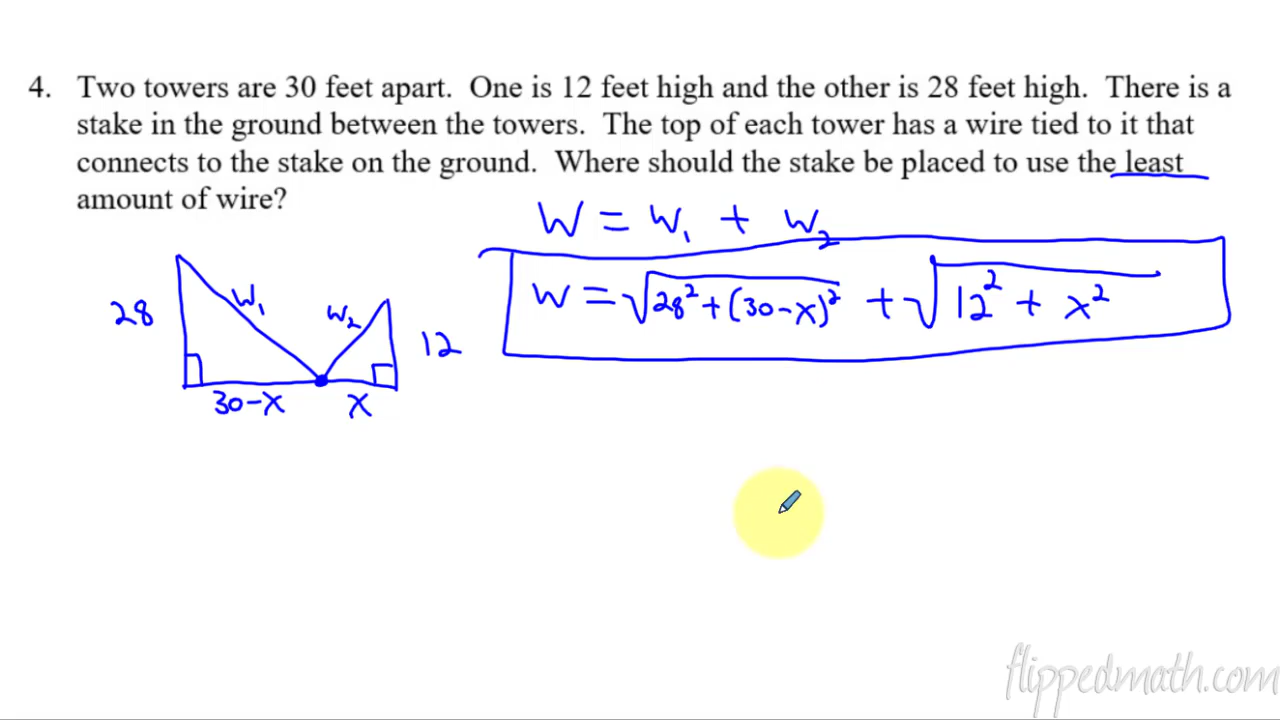 4. Two towers are 30 feet apart. One is 12 feet high and the other is 28 feet high. There is a
stake in the ground between the towers. The top of each tower has a wire tied to it that
connects to the stake on the ground. Where should the stake be placed to use the least
amount of wire?
W = W₁ + W₂
W = √28² + (30-x)² + √12² + x²
28
W₁
W₂
12
30-x
x
flippedmath.com